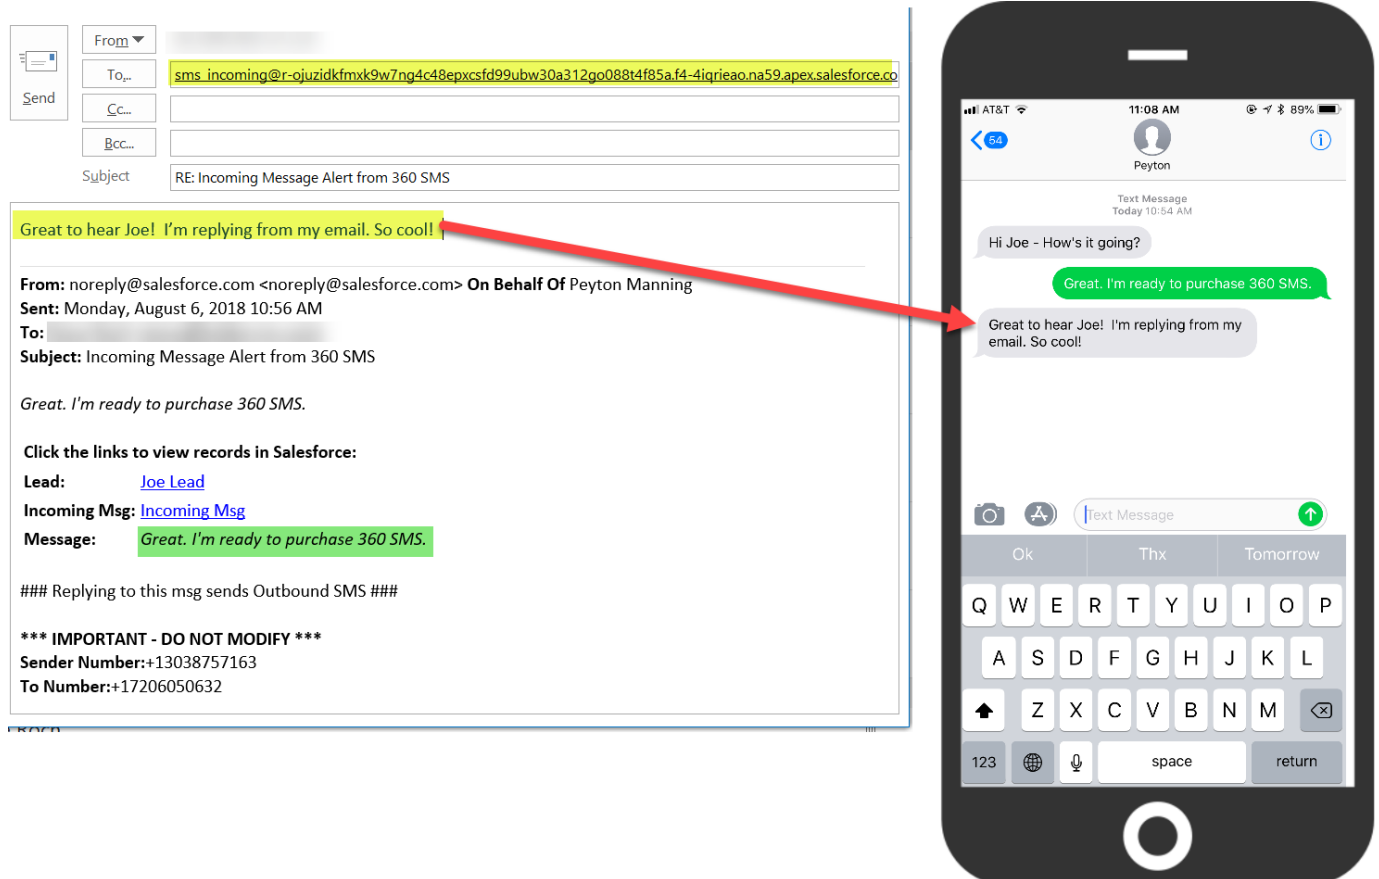 From
To...
sms_incoming@r-ojuzidkfmxk9w7ng4c48epxcsfd99ubw30a312go088t4f85a.f4-4iqrieao.na59.apex.salesforce.co
Send
Cc...
Bcc...
Subject
RE: Incoming Message Alert from 360 SMS
Great to hear Joe!  I'm replying from my email. So cool!
From: noreply@salesforce.com <noreply@salesforce.com> On Behalf Of Peyton Manning
Sent: Monday, August 6, 2018 10:56 AM
To:
Subject: Incoming Message Alert from 360 SMS
Great. I'm ready to purchase 360 SMS.
Click the links to view records in Salesforce:
Lead: Joe Lead
Incoming Msg: Incoming Msg
Message: Great. I'm ready to purchase 360 SMS.
### Replying to this msg sends Outbound SMS ###
*** IMPORTANT - DO NOT MODIFY ***
Sender Number:+13038757163
To Number:+17206050632
AT&T 11:08 AM 89%
54
Peyton
Text Message
Today 10:54 AM
Hi Joe - How's it going?
Great. I'm ready to purchase 360 SMS.
Great to hear Joe!  I'm replying from my
email. So cool!
Text Message
Ok Thx Tomorrow
Q W E R T Y U I O P
A S D F G H J K L
Z X C V B N M
123 space return